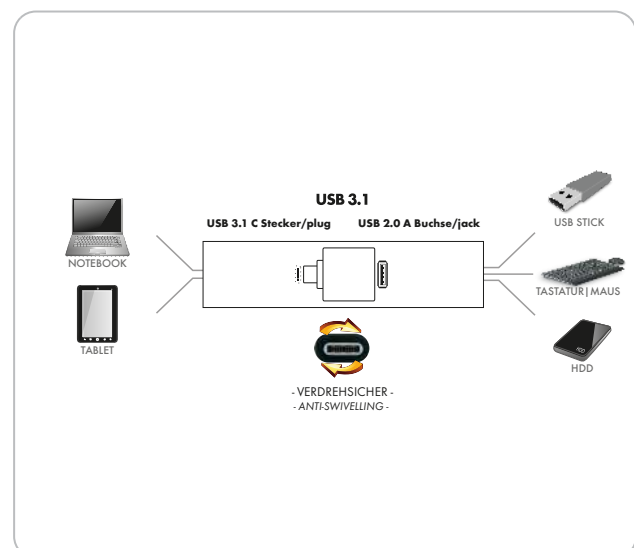 USB 3.1
USB 3.1 C Stecker/plug USB 2.0 A Buchse/jack
NOTEBOOK
TABLET
USB STICK
TASTATUR|MAUS
HDD
HDD
- VERDREHSICHER -
- ANTI-SWIVELLING -